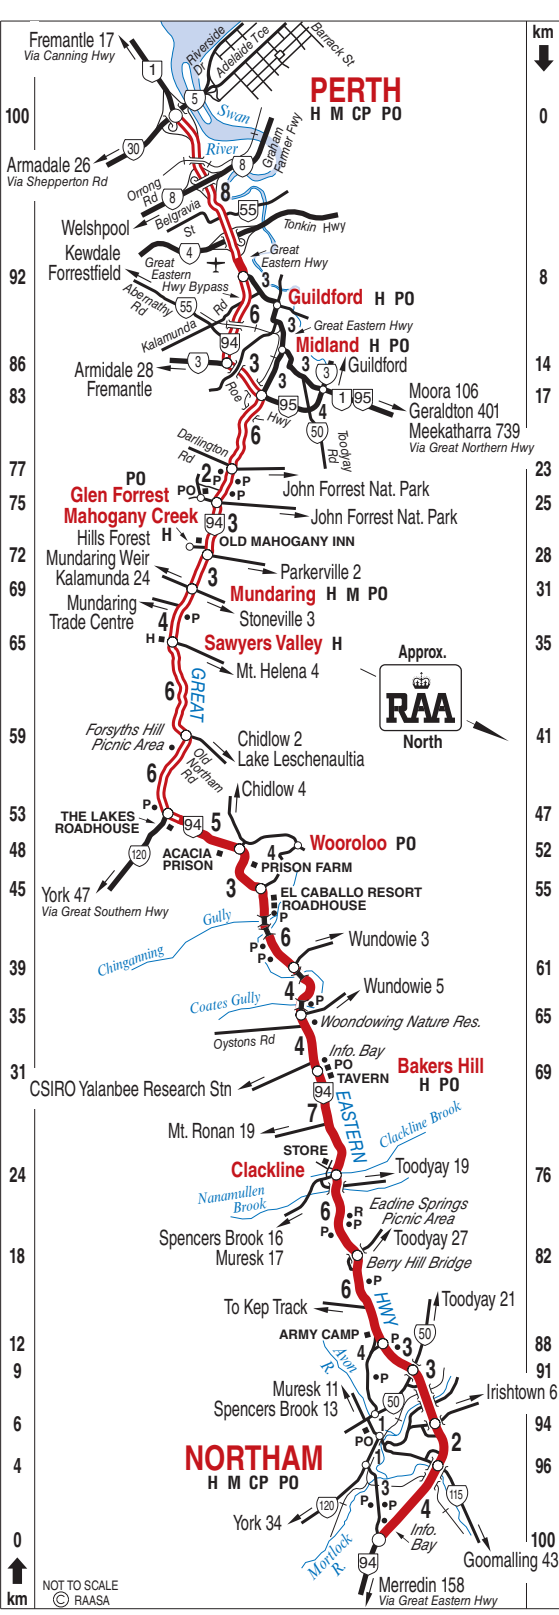 Fremantle 17
Via Canning Hwy
Riverside Dr
Adelaide Tce
Barrack St
km
1
5
PERTH
H M CP PO
100
0
Swan
River
30
Armadale 26
Via Shepperton Rd
8
Graham Farmer Fwy
Orrong Rd
8
8
Belgravia St
55
Welshpool
Tonkin Hwy
Kewdale
Forrestfield
4
Great
Eastern
Hwy Bypass
Great
Eastern Hwy
92
8
3
Abernathy Rd
55
Guildford H PO
6
3
Great Eastern Hwy
Kalamunda Rd
94
Midland H PO
86
14
Armidale 28
Fremantle
3
3
3
3
3
Guildford
83
17
Roe Hwy
95
4
1
95
Moora 106
Geraldton 401
Meekatharra 739
Via Great Northern Hwy
50
Toodyay Rd
6
Darlington Rd
77
23
2
P
P
P
John Forrest Nat. Park
PO
Glen Forrest
PO
75
25
Mahogany Creek
94
3
John Forrest Nat. Park
Hills Forest
H
OLD MAHOGANY INN
72
28
Mundaring Weir
Kalamunda 24
3
Parkerville 2
69
31
Mundaring H M PO
Mundaring
Trade Centre
4
P
Stoneville 3
65
35
H
Sawyers Valley H
Mt. Helena 4
Approx.
RAA
North
6
GREAT
Forsyths Hill
Picnic Area
59
41
Chidlow 2
Lake Leschenaultia
6
Old Northam Rd
Chidlow 4
P
53
47
THE LAKES
ROADHOUSE
94
5
120
48
52
4
Wooroloo PO
ACACIA
PRISON
PRISON FARM
45
55
3
York 47
Via Great Southern Hwy
EL CABALLO RESORT
ROADHOUSE
P
Gully
Chinganning
6
P
P
Wundowie 3
39
61
4
P
Wundowie 5
Coates Gully
35
65
Woondowing Nature Res.
Oystons Rd
4
Info. Bay
PO
TAVERN
Bakers Hill
H PO
31
69
CSIRO Yalanbee Research Stn
94
7
EASTERN
Mt. Ronan 19
Clackline Brook
STORE
Clackline
24
76
Toodyay 19
Nanamullen
Brook
6
R
P
P
Eadine Springs
Picnic Area
Spencers Brook 16
Muresk 17
Toodyay 27
18
82
Berry Hill Bridge
6
P
HWY
To Kep Track
Toodyay 21
ARMY CAMP
50
12
88
P
3
4
Avon R.
9
91
3
P
Muresk 11
Spencers Brook 13
50
Irishtown 6
6
94
1
PO
2
NORTHAM
H M CP PO
1
4
96
3
P
P
4
115
120
York 34
Info.
Bay
Mortlock R.
0
100
94
Goomalling 43
km
NOT TO SCALE
© RAASA
Merredin 158
Via Great Eastern Hwy